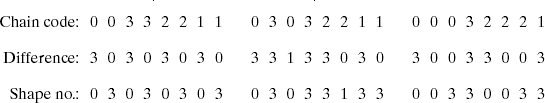 Chain code: 0 0 3 3 2 2 1 1 0 3 0 3 2 2 1 1 0 0 0 3 2 2 2 1
Difference: 3 0 3 0 3 0 3 0 3 3 1 3 3 0 3 0 3 0 0 3 3 0 0 3
Shape no.: 0 3 0 3 0 3 0 3 0 3 0 3 3 1 3 3 0 0 3 3 0 0 3 3